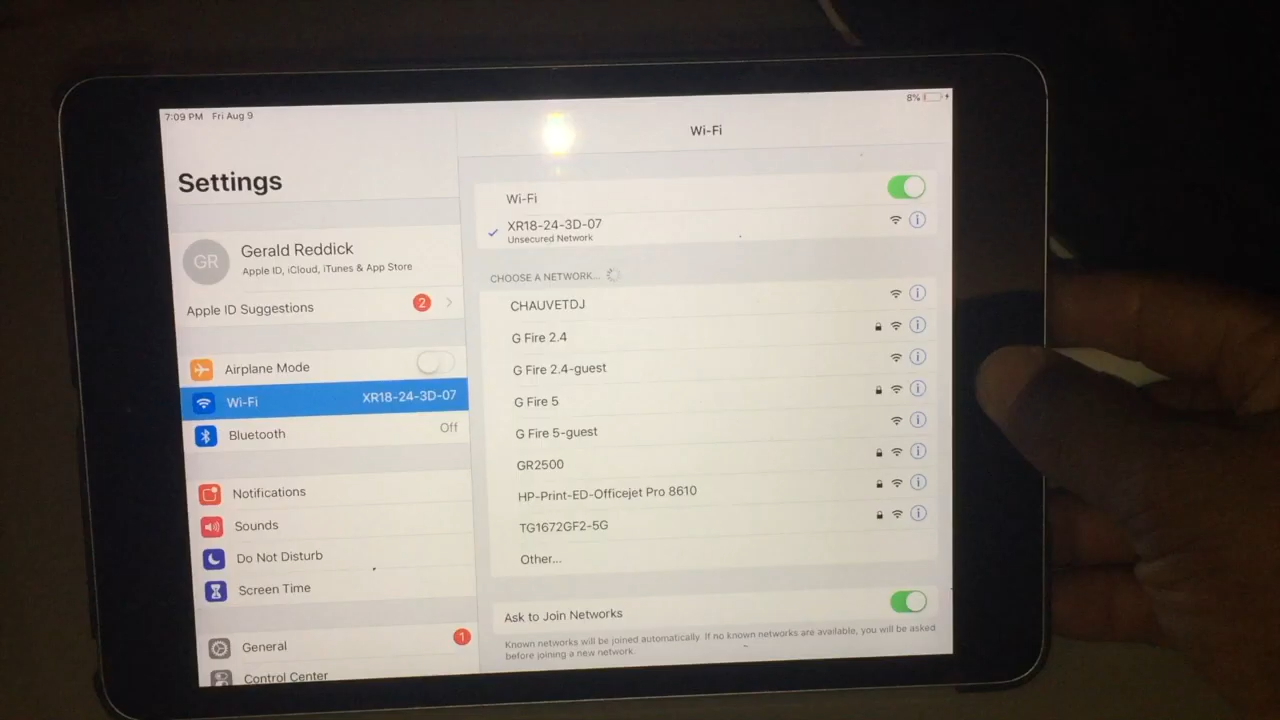 7:09 PM Fri Aug 9
8%
Settings
GR
Gerald Reddick
Apple ID, iCloud, iTunes & App Store
Apple ID Suggestions 2
Airplane Mode
Wi-Fi XR18-24-3D-07
Bluetooth Off
Notifications
Sounds
Do Not Disturb
Screen Time
General 1
Control Center
Wi-Fi
Wi-Fi
XR18-24-3D-07
Unsecured Network
CHOOSE A NETWORK...
CHAUVETDJ
G Fire 2.4
G Fire 2.4-guest
G Fire 5
G Fire 5-guest
GR2500
HP-Print-ED-Officejet Pro 8610
TG1672GF2-5G
Other...
Ask to Join Networks
Known networks will be joined automatically. If no known networks are available, you will be asked
before joining a new network.